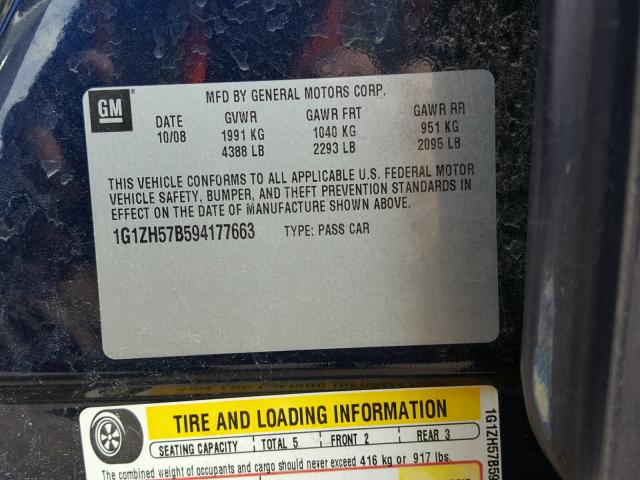 GM
MFD BY GENERAL MOTORS CORP.
DATE GVWR GAWR FRT GAWR RR
10/08 1991 KG 1040 KG 951 KG
4388 LB 2293 LB 2095 LB
THIS VEHICLE CONFORMS TO ALL APPLICABLE U.S. FEDERAL MOTOR
VEHICLE SAFETY, BUMPER, AND THEFT PREVENTION STANDARDS IN
EFFECT ON THE DATE OF MANUFACTURE SHOWN ABOVE.
1G1ZH57B594177663 TYPE: PASS CAR
TIRE AND LOADING INFORMATION
SEATING CAPACITY TOTAL 5 FRONT 2 REAR 3
The combined weight of occupants and cargo should never exceed 416 kg or 917 lbs.
1G1ZH57B59